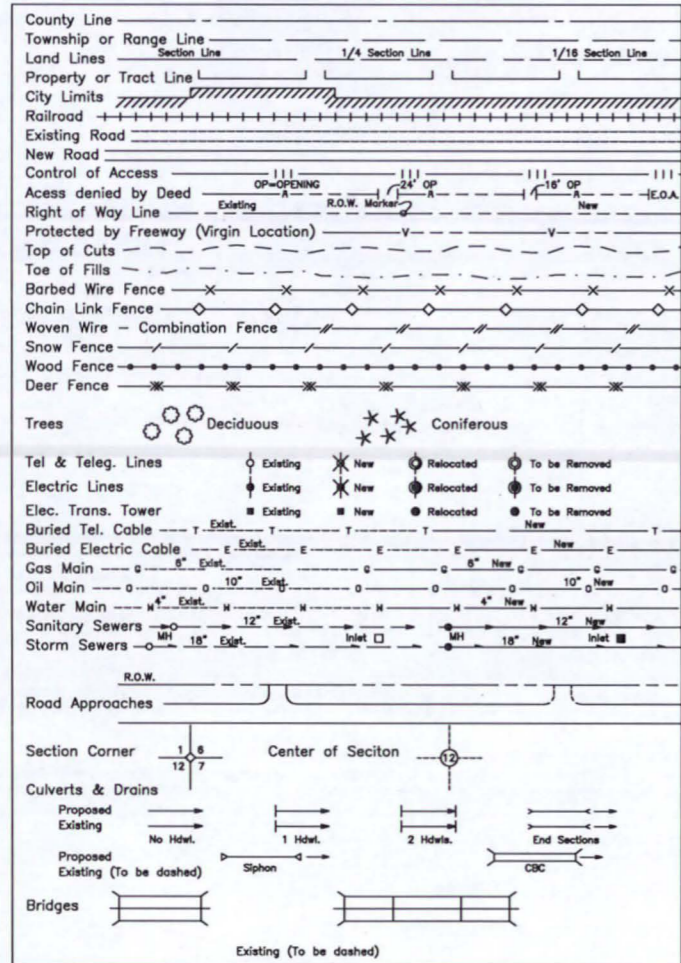 County Line
Township or Range Line
Land Lines Section Line 1/4 Section Line 1/16 Section Line
Property or Tract Line
City Limits
Railroad
Existing Road
New Road
Control of Access
OP=OPENING 24' OP 16' OP
Acess denied by Deed A A A E.O.A.
Existing R.O.W. Marker New
Right of Way Line
Protected by Freeway (Virgin Location) V V
Top of Cuts
Toe of Fills
Barbed Wire Fence
Chain Link Fence
Woven Wire - Combination Fence
Snow Fence
Wood Fence
Deer Fence
Trees Deciduous Coniferous
Tel & Teleg. Lines Existing New Relocated To be Removed
Electric Lines Existing New Relocated To be Removed
Elec. Trans. Tower Existing New Relocated To be Removed
Buried Tel. Cable T Exist. T T T New T
Buried Electric Cable E Exist. E E E New E
Gas Main G 6" Exist. G G 6" New G G
Oil Main O O 10" Exist. O O O O 10" New O
Water Main H 4" Exist. H H H H 4" New H H
Sanitary Sewers 12" Exist. 12" New
Storm Sewers MH 18" Exist. Inlet MH 18" New Inlet
R.O.W.
Road Approaches
Section Corner 1 6 Center of Seciton 12
12 7
Culverts & Drains
Proposed
Existing
No Hdwl. 1 Hdwl. 2 Hdwls. End Sections
Proposed
Existing (To be dashed) Siphon CBC
Bridges
Existing (To be dashed)